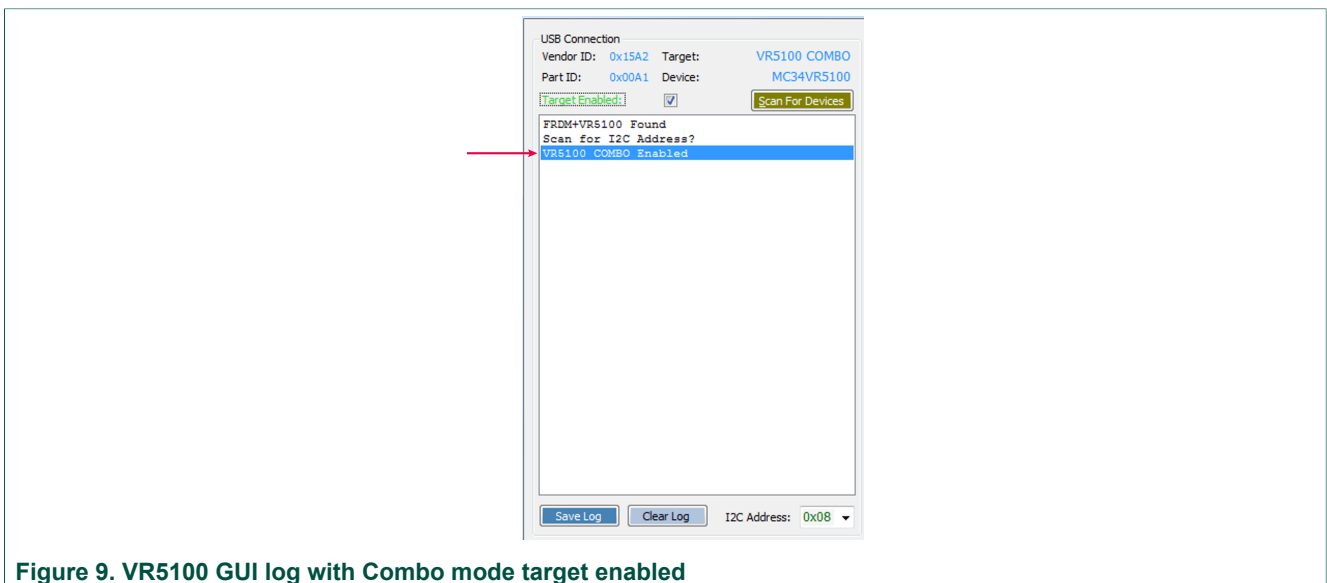 USB Connection
Vendor ID: 0x15A2 Target: VR5100 COMBO
Part ID: 0x00A1 Device: MC34VR5100
Target Enabled: Scan For Devices
FRDM+VR5100 Found
Scan for I2C Address?
VR5100 COMBO Enabled
Save Log Clear Log I2C Address: 0x08
Figure 9. VR5100 GUI log with Combo mode target enabled